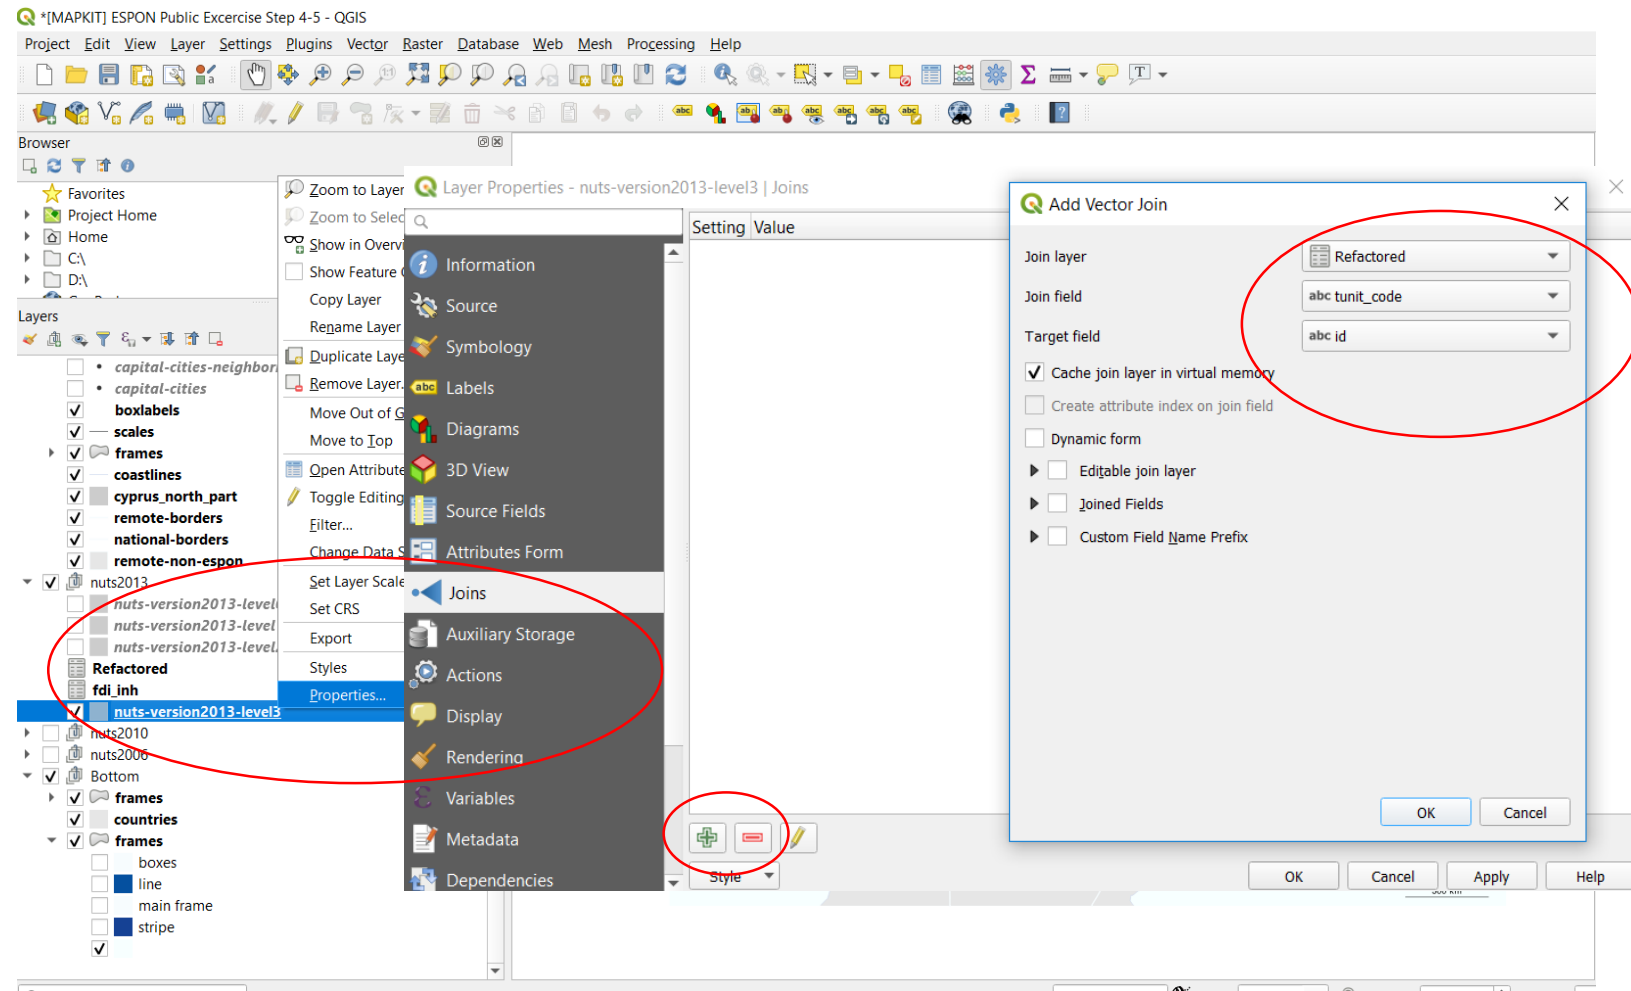 *[MAPKIT] ESPON Public Excercise Step 4-5 - QGIS
Project Edit View Layer Settings Plugins Vector Raster Database Web Mesh Processing Help
Browser
Favorites
Project Home
Home
C:\
D:\
Layers
capital-cities-neighbor
capital-cities
boxlabels
scales
frames
coastlines
cyprus_north_part
remote-borders
national-borders
remote-non-espon
nuts2013
nuts-version2013-level
nuts-version2013-level
nuts-version2013-level
Refactored
fdi_inh
nuts-version2013-level3
nuts2010
nuts2006
Bottom
frames
countries
frames
boxes
line
main frame
stripe
Zoom to Layer
Zoom to Selec
Show in Overvi
Show Feature
Copy Layer
Rename Layer
Duplicate Laye
Remove Layer.
Move Out of G
Move to Top
Open Attribute
Toggle Editing
Filter...
Change Data S
Set Layer Scale
Set CRS
Export
Styles
Properties...
Layer Properties - nuts-version2013-level3 | Joins
Information
Source
Symbology
abc Labels
Diagrams
3D View
Source Fields
Attributes Form
Joins
Auxiliary Storage
Actions
Display
Rendering
Variables
Metadata
Dependencies
Setting Value
Style
Add Vector Join
Join layer Refactored
Join field abc tunit_code
Target field abc id
Cache join layer in virtual memory
Create attribute index on join field
Dynamic form
Editable join layer
Joined Fields
Custom Field Name Prefix
OK Cancel
OK Cancel Apply Help